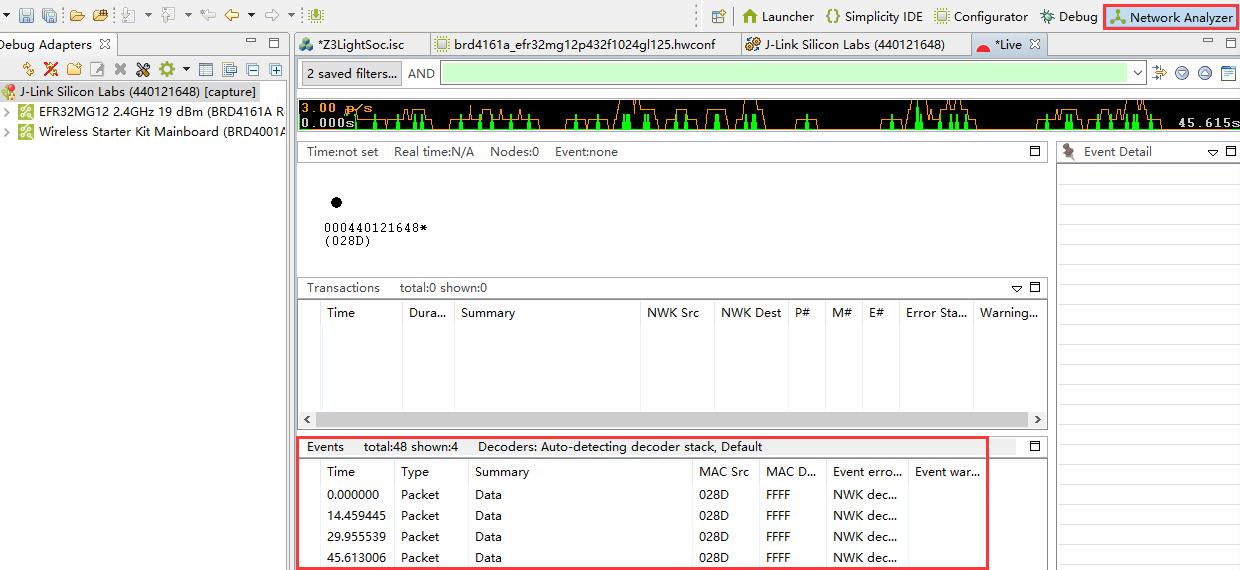 Launcher Simplicity IDE Configurator Debug Network Analyzer
Debug Adapters
*Z3LightSoc.isc brd4161a_efr32mg12p432f1024gl125.hwconf J-Link Silicon Labs (440121648) *Live
2 saved filters... AND
J-Link Silicon Labs (440121648) [capture]
EFR32MG12 2.4GHz 19 dBm (BRD4161A R
Wireless Starter Kit Mainboard (BRD4001A
3.00 p/s
0.000s 45.615s
Time:not set Real time:N/A Nodes:0 Event:none
Event Detail
000440121648*
(028D)
Transactions total:0 shown:0
Time Dura... Summary NWK Src NWK Dest P# M# E# Error Sta... Warning...
Events total:48 shown:4 Decoders: Auto-detecting decoder stack, Default
Time Type Summary MAC Src MAC D... Event erro... Event war...
0.000000 Packet Data 028D FFFF NWK dec...
14.459445 Packet Data 028D FFFF NWK dec...
29.955539 Packet Data 028D FFFF NWK dec...
45.613006 Packet Data 028D FFFF NWK dec...